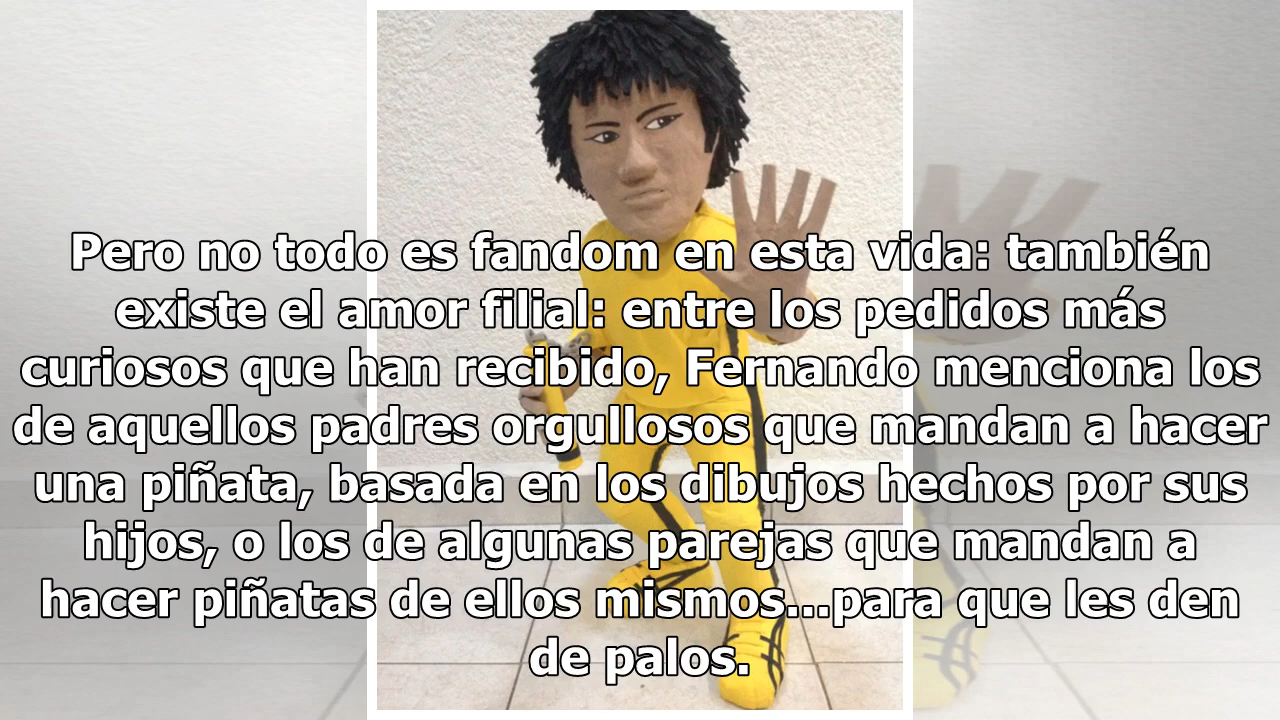 Pero no todo es fandom en esta vida: también
existe el amor filial: entre los pedidos más
curiosos que han recibido, Fernando menciona los
de aquellos padres orgullosos que mandan a hacer
una piñata, basada en los dibujos hechos por sus
hijos, o los de algunas parejas que mandan a
hacer piñatas de ellos mismos...para que les den
de palos.